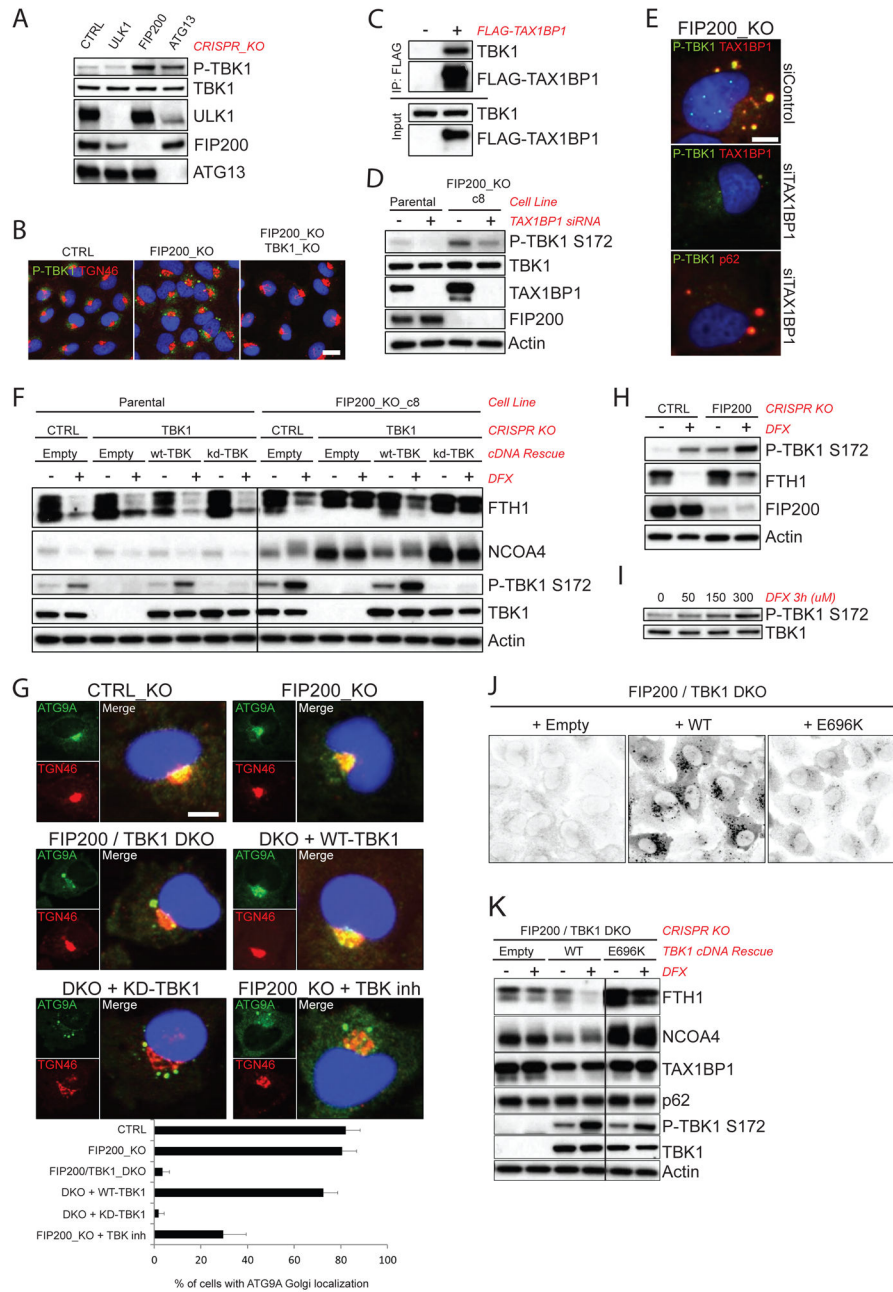 A
CTRL
ULK1
FIP200
ATG13
CRISPR_KO
P-TBK1
TBK1
ULK1
FIP200
ATG13
B
CTRL
FIP200_KO
FIP200_KO
TBK1_KO
P-TBK1 TGN46
C
- + FLAG-TAX1BP1
IP: FLAG
TBK1
FLAG-TAX1BP1
Input
TBK1
FLAG-TAX1BP1
D
Parental FIP200_KO c8 Cell Line
- + - + TAX1BP1 siRNA
P-TBK1 S172
TBK1
TAX1BP1
FIP200
Actin
E
FIP200_KO
P-TBK1 TAX1BP1
siControl
P-TBK1 TAX1BP1
siTAX1BP1
P-TBK1 p62
siTAX1BP1
F
Parental FIP200_KO_c8 Cell Line
CTRL TBK1 CTRL TBK1 CRISPR KO
Empty Empty wt-TBK kd-TBK Empty Empty wt-TBK kd-TBK cDNA Rescue
- + - + - + - + - + - + - + - + DFX
FTH1
NCOA4
P-TBK1 S172
TBK1
Actin
G
CTRL_KO
ATG9A
Merge
TGN46
FIP200_KO
ATG9A
Merge
TGN46
FIP200 / TBK1 DKO
ATG9A
Merge
TGN46
DKO + WT-TBK1
ATG9A
Merge
TGN46
DKO + KD-TBK1
ATG9A
Merge
TGN46
FIP200_KO + TBK inh
ATG9A
Merge
TGN46
CTRL
FIP200_KO
FIP200/TBK1_DKO
DKO + WT-TBK1
DKO + KD-TBK1
FIP200_KO + TBK inh
0 20 40 60 80 100
% of cells with ATG9A Golgi localization
H
CTRL FIP200 CRISPR KO
- + - + DFX
P-TBK1 S172
FTH1
FIP200
Actin
I
0 50 150 300 DFX 3h (uM)
P-TBK1 S172
TBK1
J
FIP200 / TBK1 DKO
+ Empty + WT + E696K
K
FIP200 / TBK1 DKO CRISPR KO
Empty WT E696K TBK1 cDNA Rescue
- + - + - + DFX
FTH1
NCOA4
TAX1BP1
p62
P-TBK1 S172
TBK1
Actin